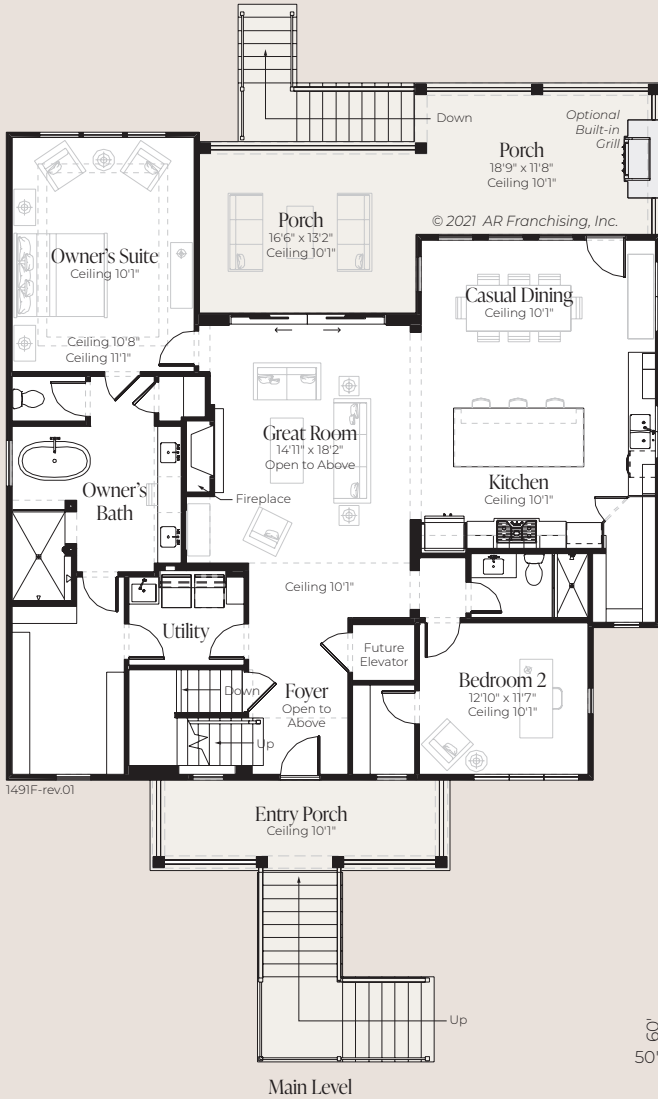 Down
Optional
Built-in
Grill
Porch
18'9" x 11'8"
Ceiling 10'1"
Porch
16'6" x 13'2"
Ceiling 10'1"
© 2021 AR Franchising, Inc.
Owner's Suite
Ceiling 10'1"
Ceiling 10'8"
Ceiling 11'1"
Casual Dining
Ceiling 10'1"
Great Room
14'11" x 18'2"
Open to Above
Kitchen
Ceiling 10'1"
Owner's
Bath
Fireplace
Ceiling 10'1"
Utility
Future
Elevator
Down
Foyer
Open to
Above
Up
Bedroom 2
12'10" x 11'7"
Ceiling 10'1"
1491F-rev.01
Entry Porch
Ceiling 10'1"
Up
60'
50'
Main Level